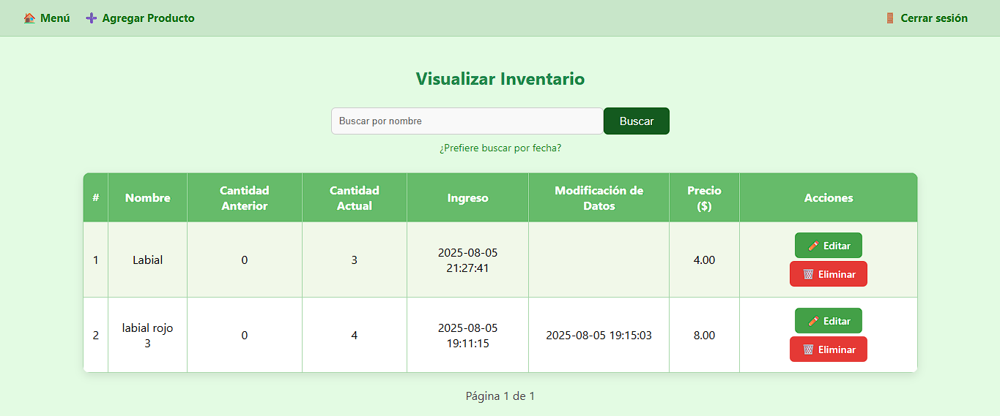 Menú Agregar Producto Cerrar sesión
Visualizar Inventario
Buscar por nombre Buscar
¿Prefiere buscar por fecha?
# Nombre Cantidad Anterior Cantidad Actual Ingreso Modificación de Datos Precio ($) Acciones
1 Labial 0 3 2025-08-05 21:27:41 4.00 Editar Eliminar
2 labial rojo 3 0 4 2025-08-05 19:11:15 2025-08-05 19:15:03 8.00 Editar Eliminar
Página 1 de 1